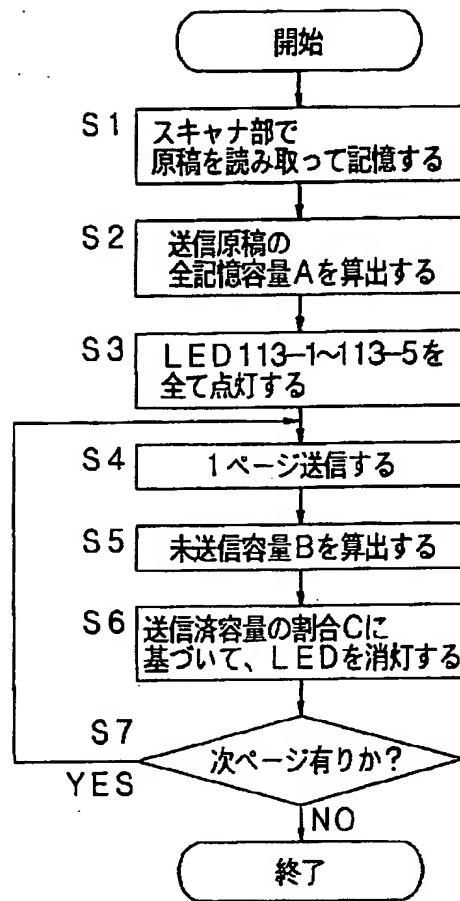 開始
S1
スキャナ部で
原稿を読み取って記憶する
S2
送信原稿の
全記憶容量Aを算出する
S3
LED113-1~113-5を
全て点灯する
S4
1ページ送信する
S5
未送信容量Bを算出する
S6
送信済容量の割合Cに
基づいて、LEDを消灯する
S7
次ページ有りか?
YES
NO
終了